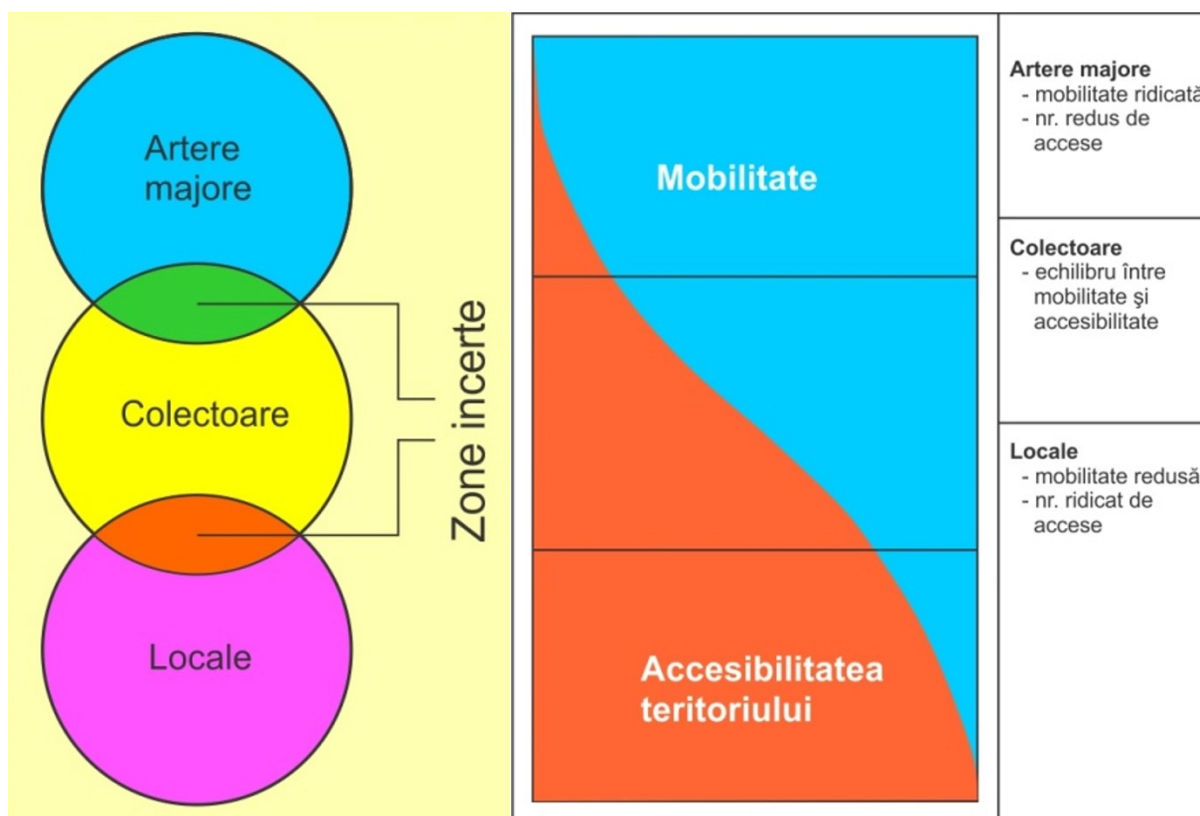 Artere
majore
Colectoare
Locale
Zone incerte
Mobilitate
Accesibilitatea
teritoriului
Artere majore
- mobilitate ridicată
- nr. redus de
accese
Colectoare
- echilibru între
mobilitate şi
accesibilitate
Locale
- mobilitate redusă
- nr. ridicat de
accese